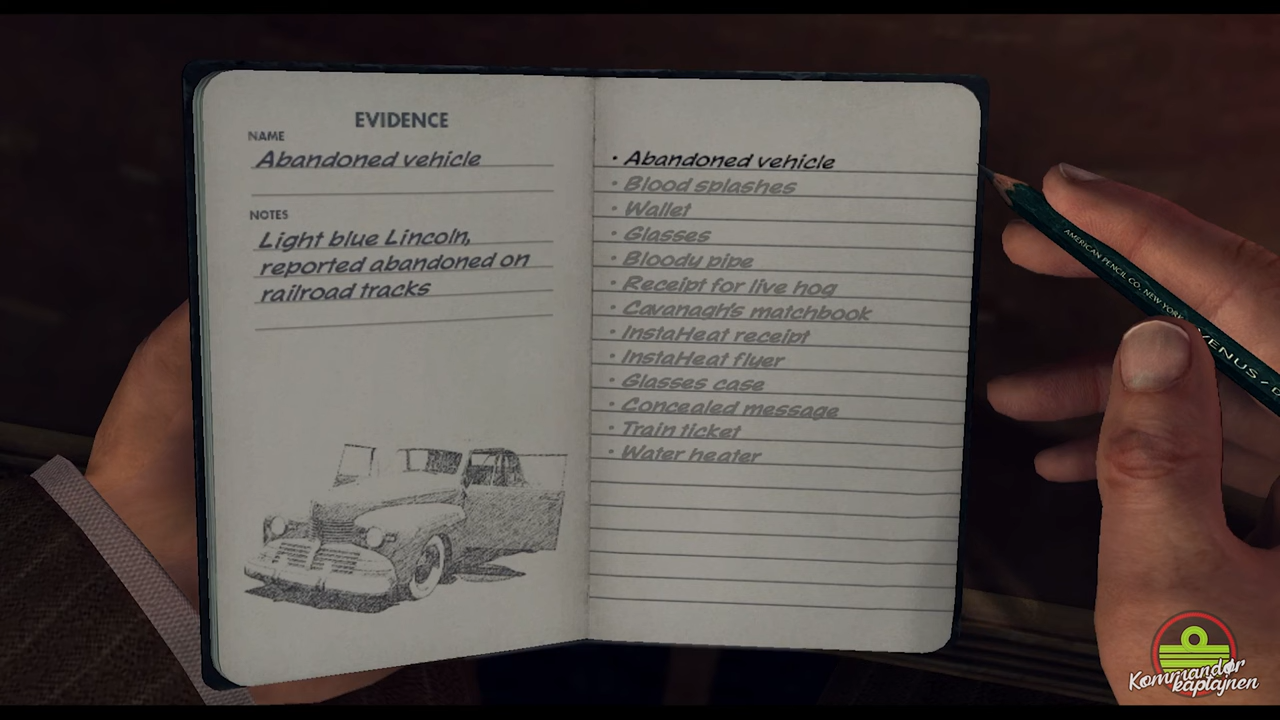 EVIDENCE
NAME
Abandoned vehicle
NOTES
Light blue Lincoln,
reported abandoned on
railroad tracks
• Abandoned vehicle
• Blood splashes
• Wallet
• Glasses
• Bloody pipe
• Receipt for live hog
• Cavanagh's matchbook
• InstaHeat receipt
• InstaHeat flyer
• Glasses case
• Concealed message
• Train ticket
• Water heater
AMERICAN PENCIL CO. NEW YORK
VENUS
Kommandør
kaptajnen